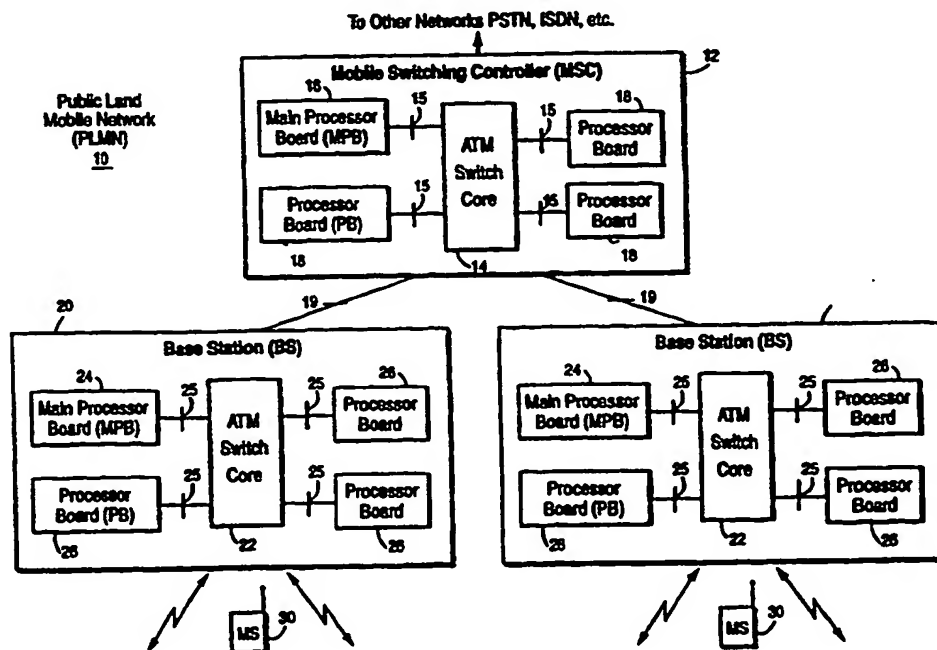 To Other Networks PSTN, ISDN, etc.
12
Mobile Switching Controller (MSC)
Public Land
Mobile Network
(PLMN)
10
16
Main Processor
Board (MPB)
15
ATM
Switch
Core
15
18
Processor
Board
Processor
Board (PB)
18
15
15
Processor
Board
18
14
19
19
20
Base Station (BS)
24
Main Processor
Board (MPB)
25
ATM
Switch
Core
25
26
Processor
Board
Processor
Board (PB)
26
25
25
Processor
Board
26
22
MS
30
Base Station (BS)
24
Main Processor
Board (MPB)
25
ATM
Switch
Core
25
26
Processor
Board
Processor
Board (PB)
26
25
25
Processor
Board
26
22
MS
30